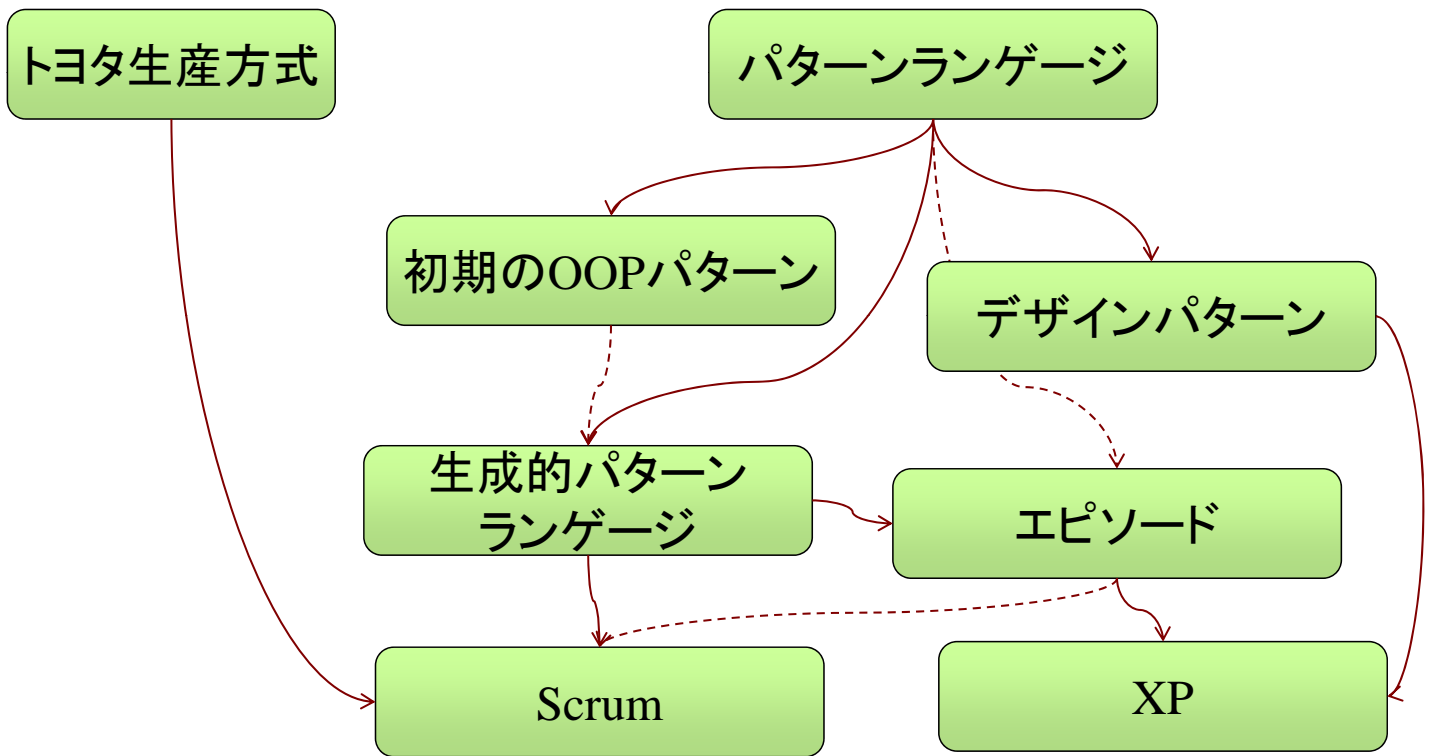 トヨタ生産方式
パターンランゲージ
初期のOOPパターン
デザインパターン
生成的パターン
ランゲージ
エピソード
Scrum
XP